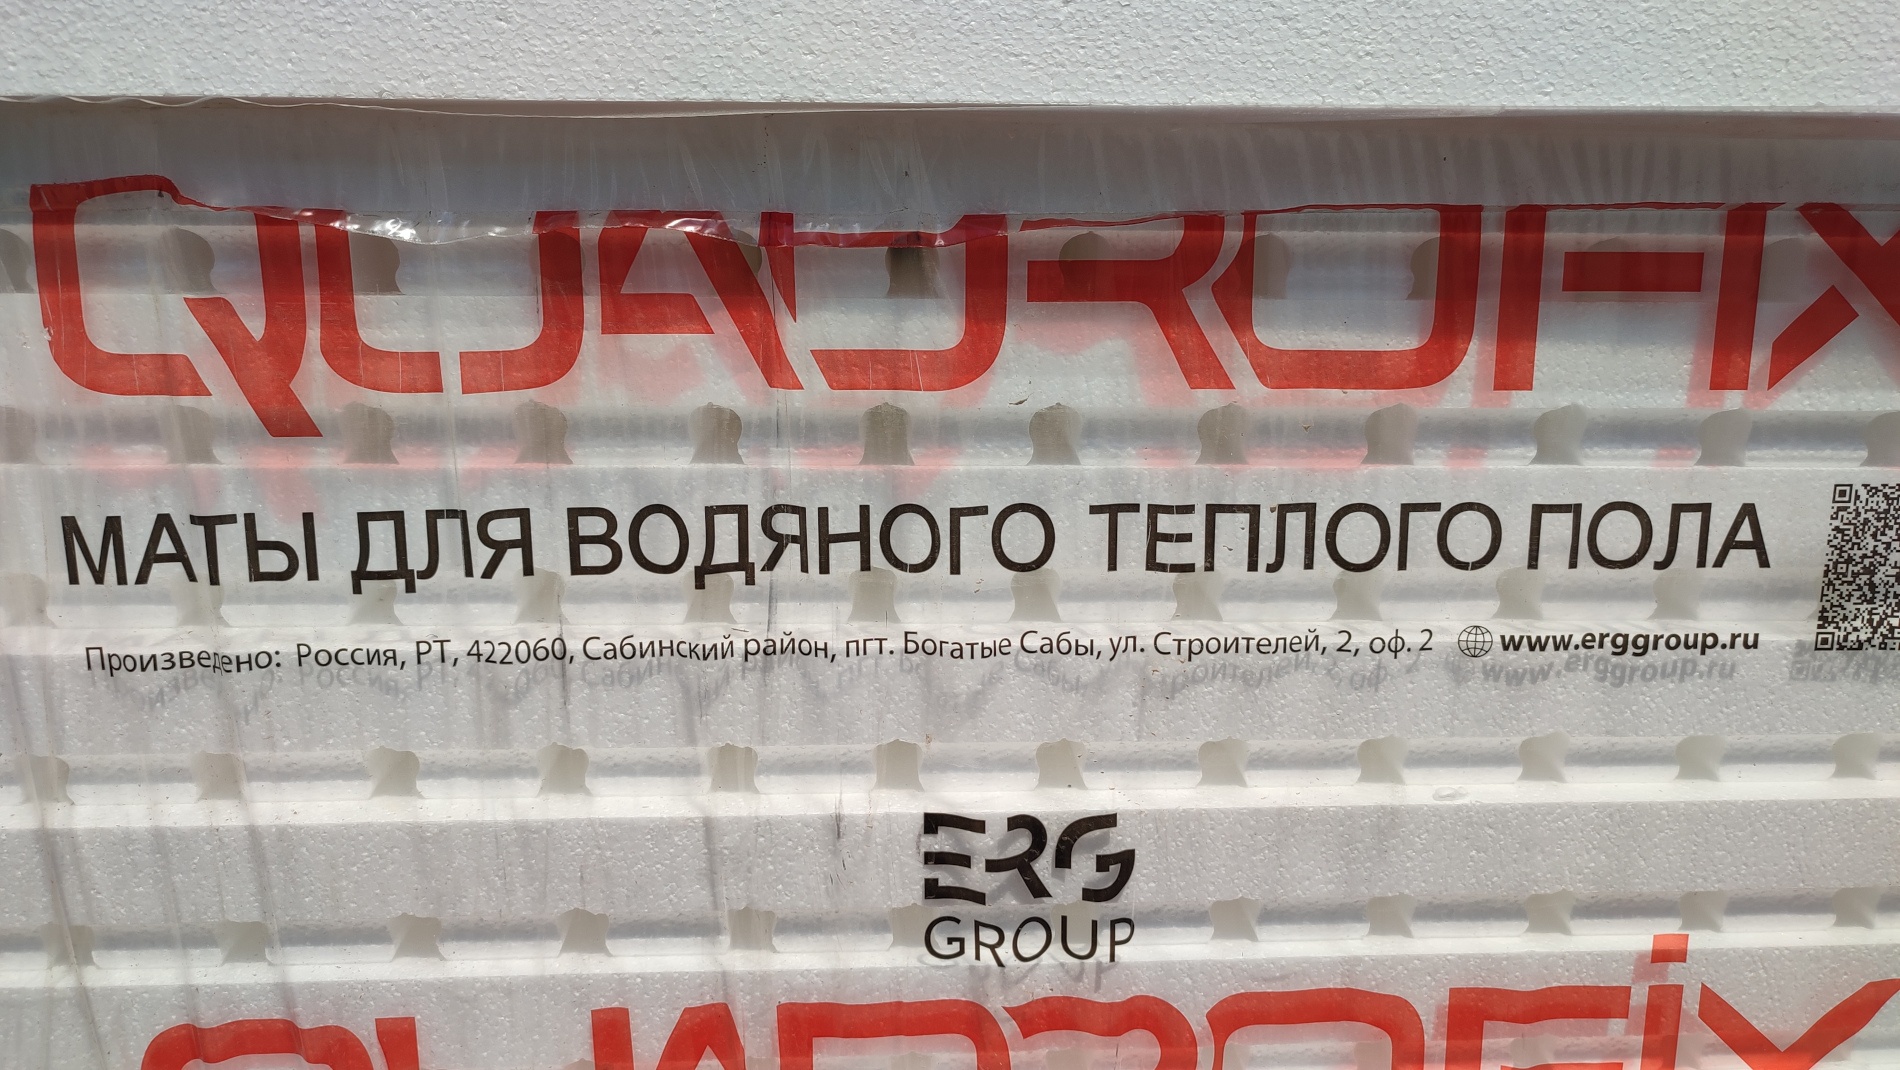 QUADROFIX
МАТЫ ДЛЯ ВОДЯНОГО ТЕПЛОГО ПОЛА
Произведено: Россия, РТ, 422060, Сабинский район, пгт. Богатые Сабы, ул. Строителей, 2, оф. 2 www.erggroup.ru
ERG
GROUP
QUADROFiX